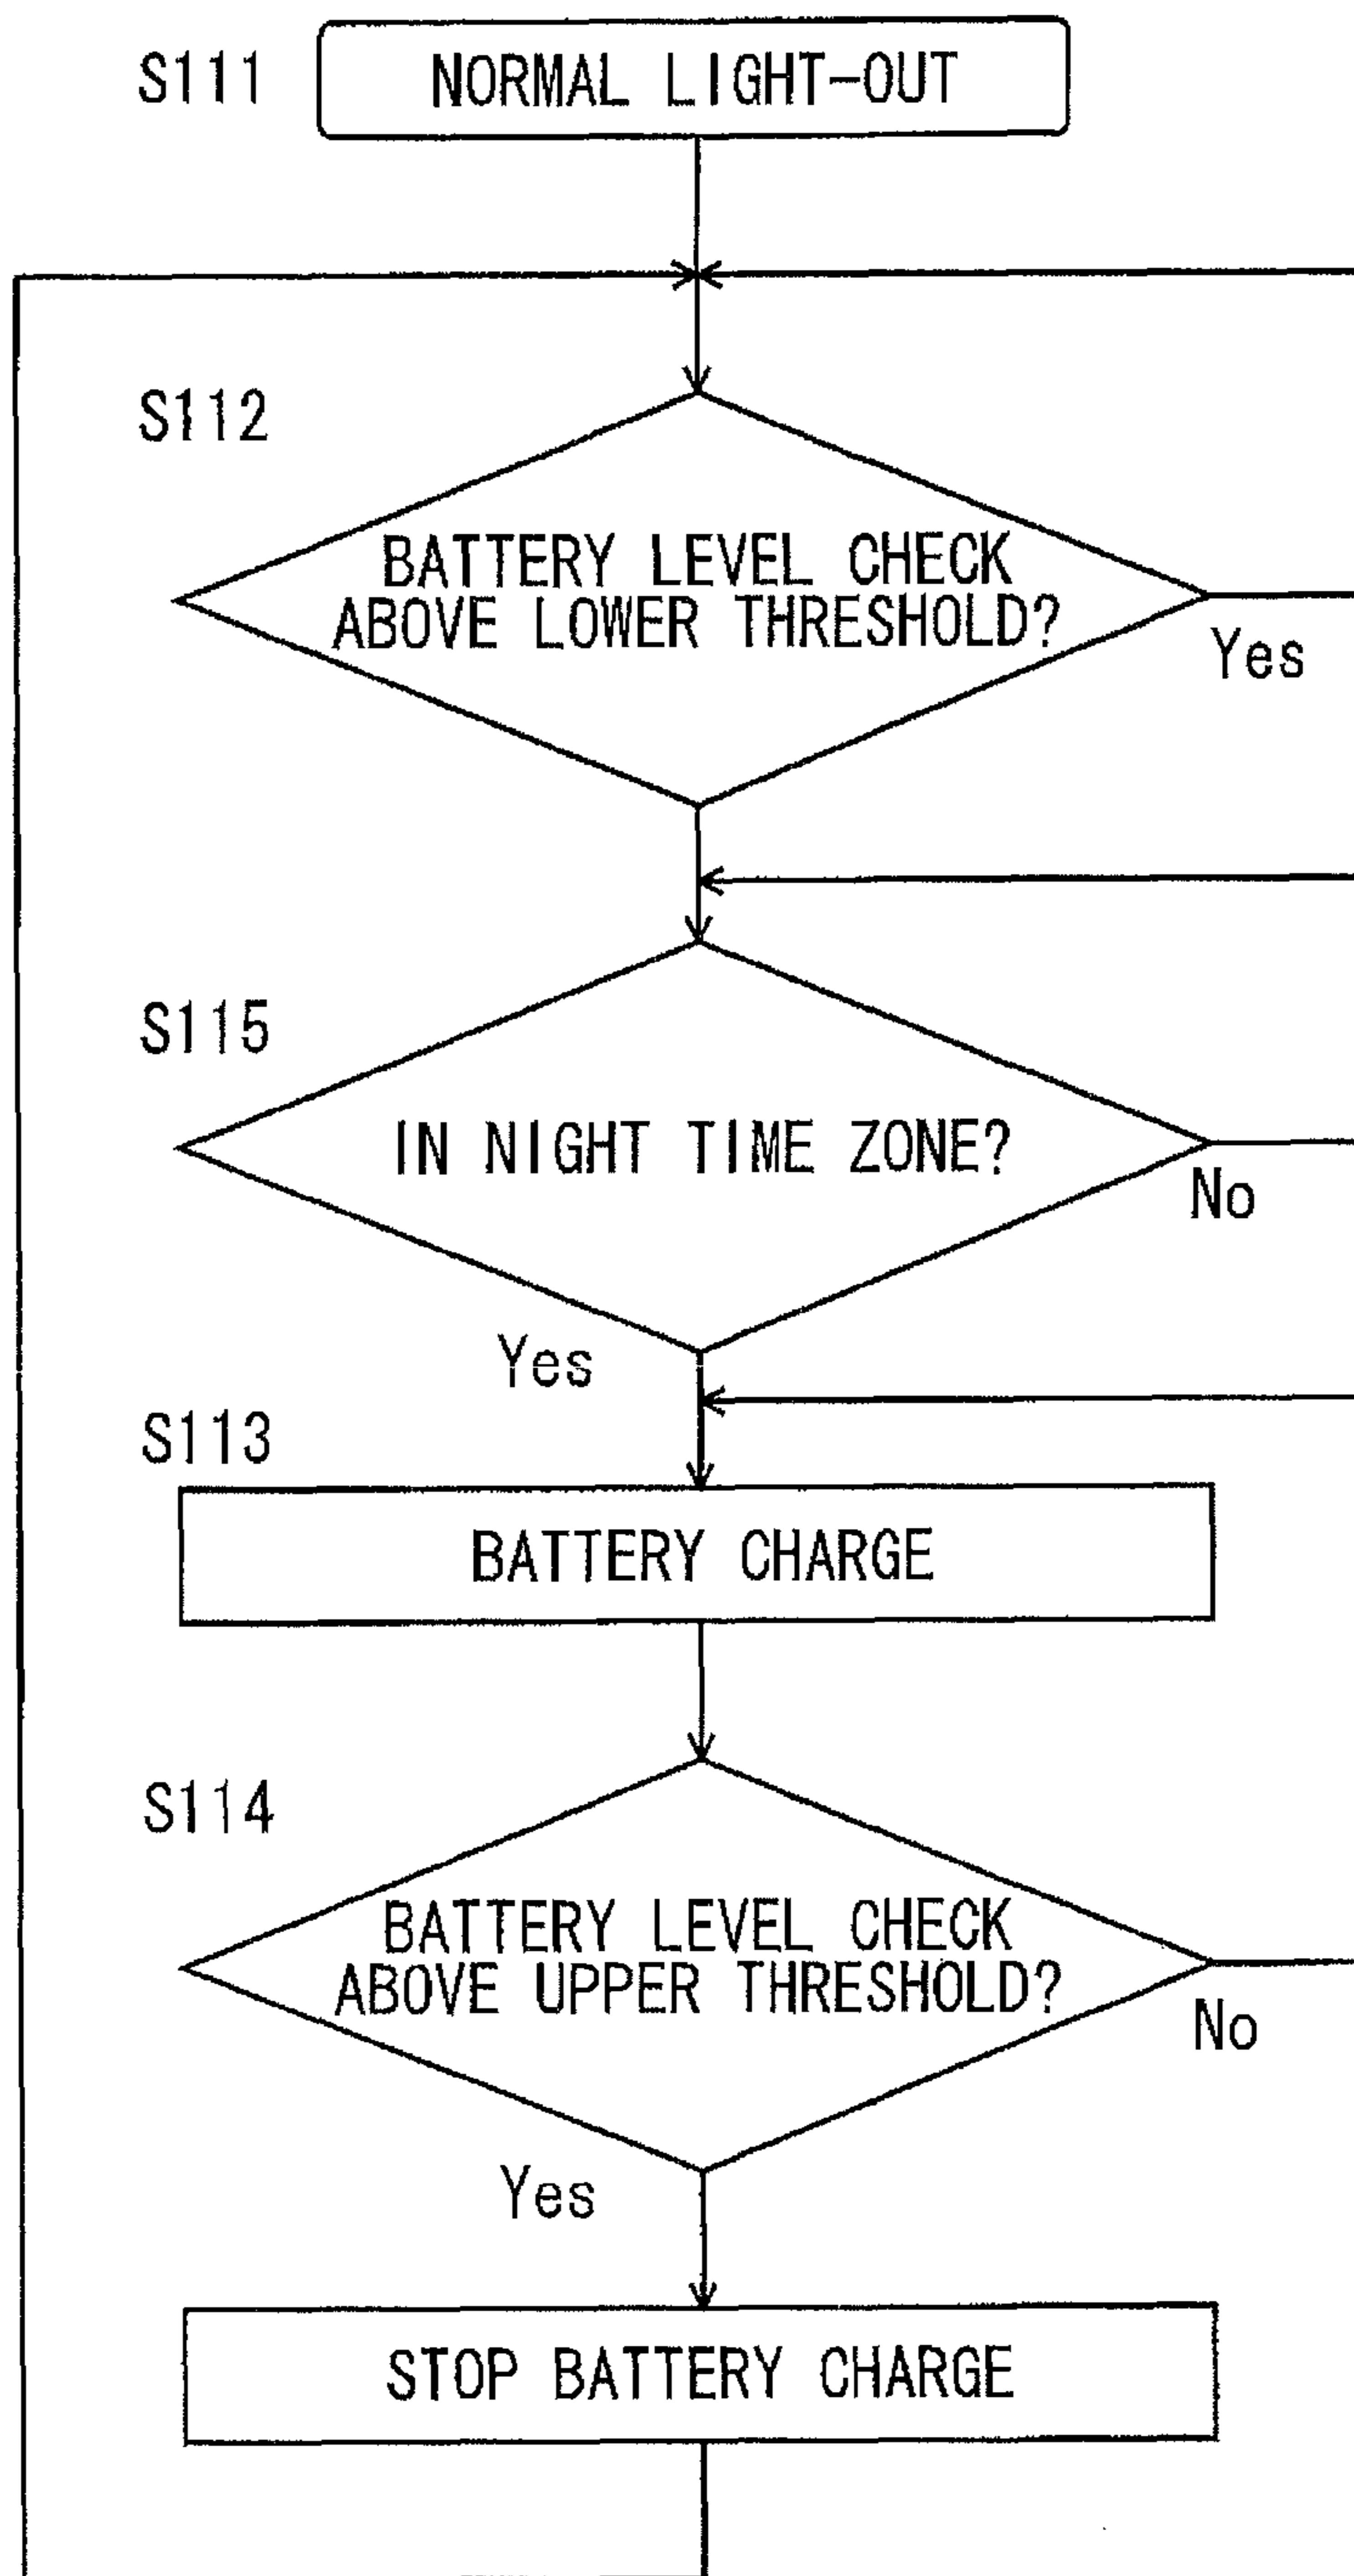 S111 NORMAL LIGHT-OUT
S112
BATTERY LEVEL CHECK
ABOVE LOWER THRESHOLD?
Yes
S115
IN NIGHT TIME ZONE?
No
Yes
S113
BATTERY CHARGE
S114
BATTERY LEVEL CHECK
ABOVE UPPER THRESHOLD?
No
Yes
STOP BATTERY CHARGE